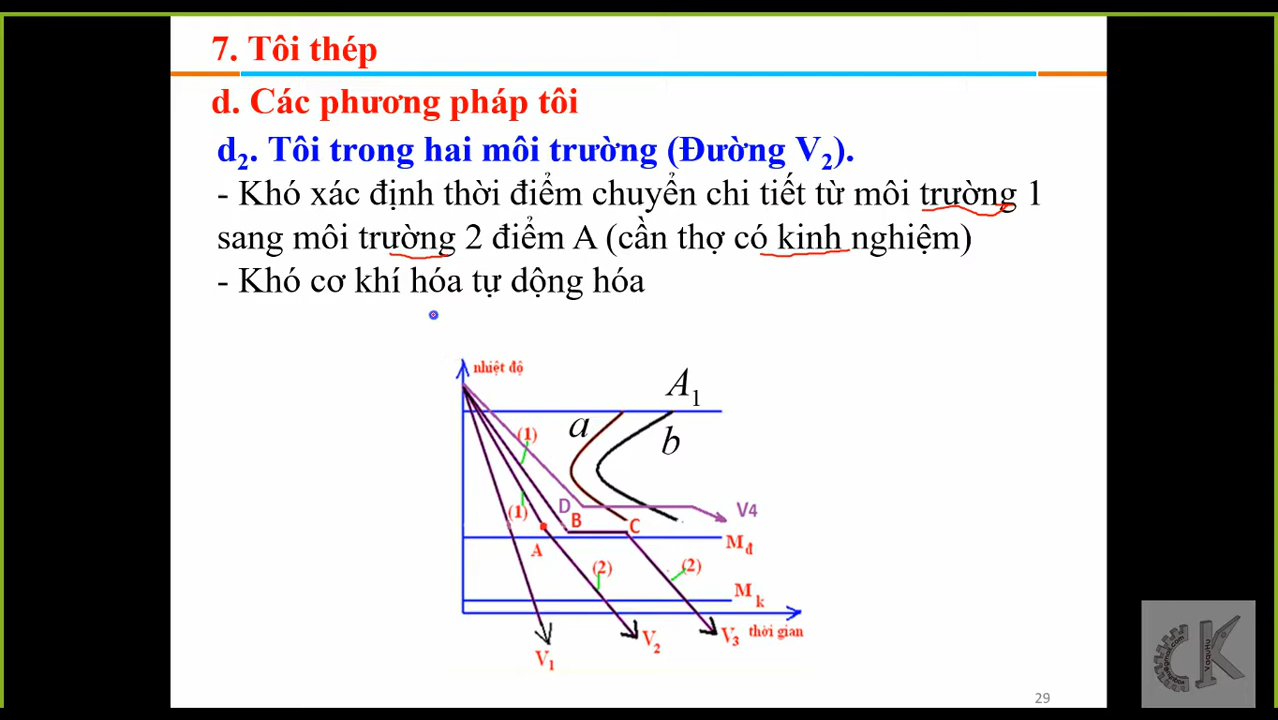 7. Tôi thép
d. Các phương pháp tôi
d2. Tôi trong hai môi trường (Đường V2).
- Khó xác định thời điểm chuyển chi tiết từ môi trường 1
sang môi trường 2 điểm A (cần thợ có kinh nghiệm)
- Khó cơ khí hóa tự dộng hóa
nhiệt độ
A1
(1)
a
b
(1)
D
B
C
V4
A
Mđ
(2)
(2)
Mk
V1
V2
V3
thời gian
29
CK